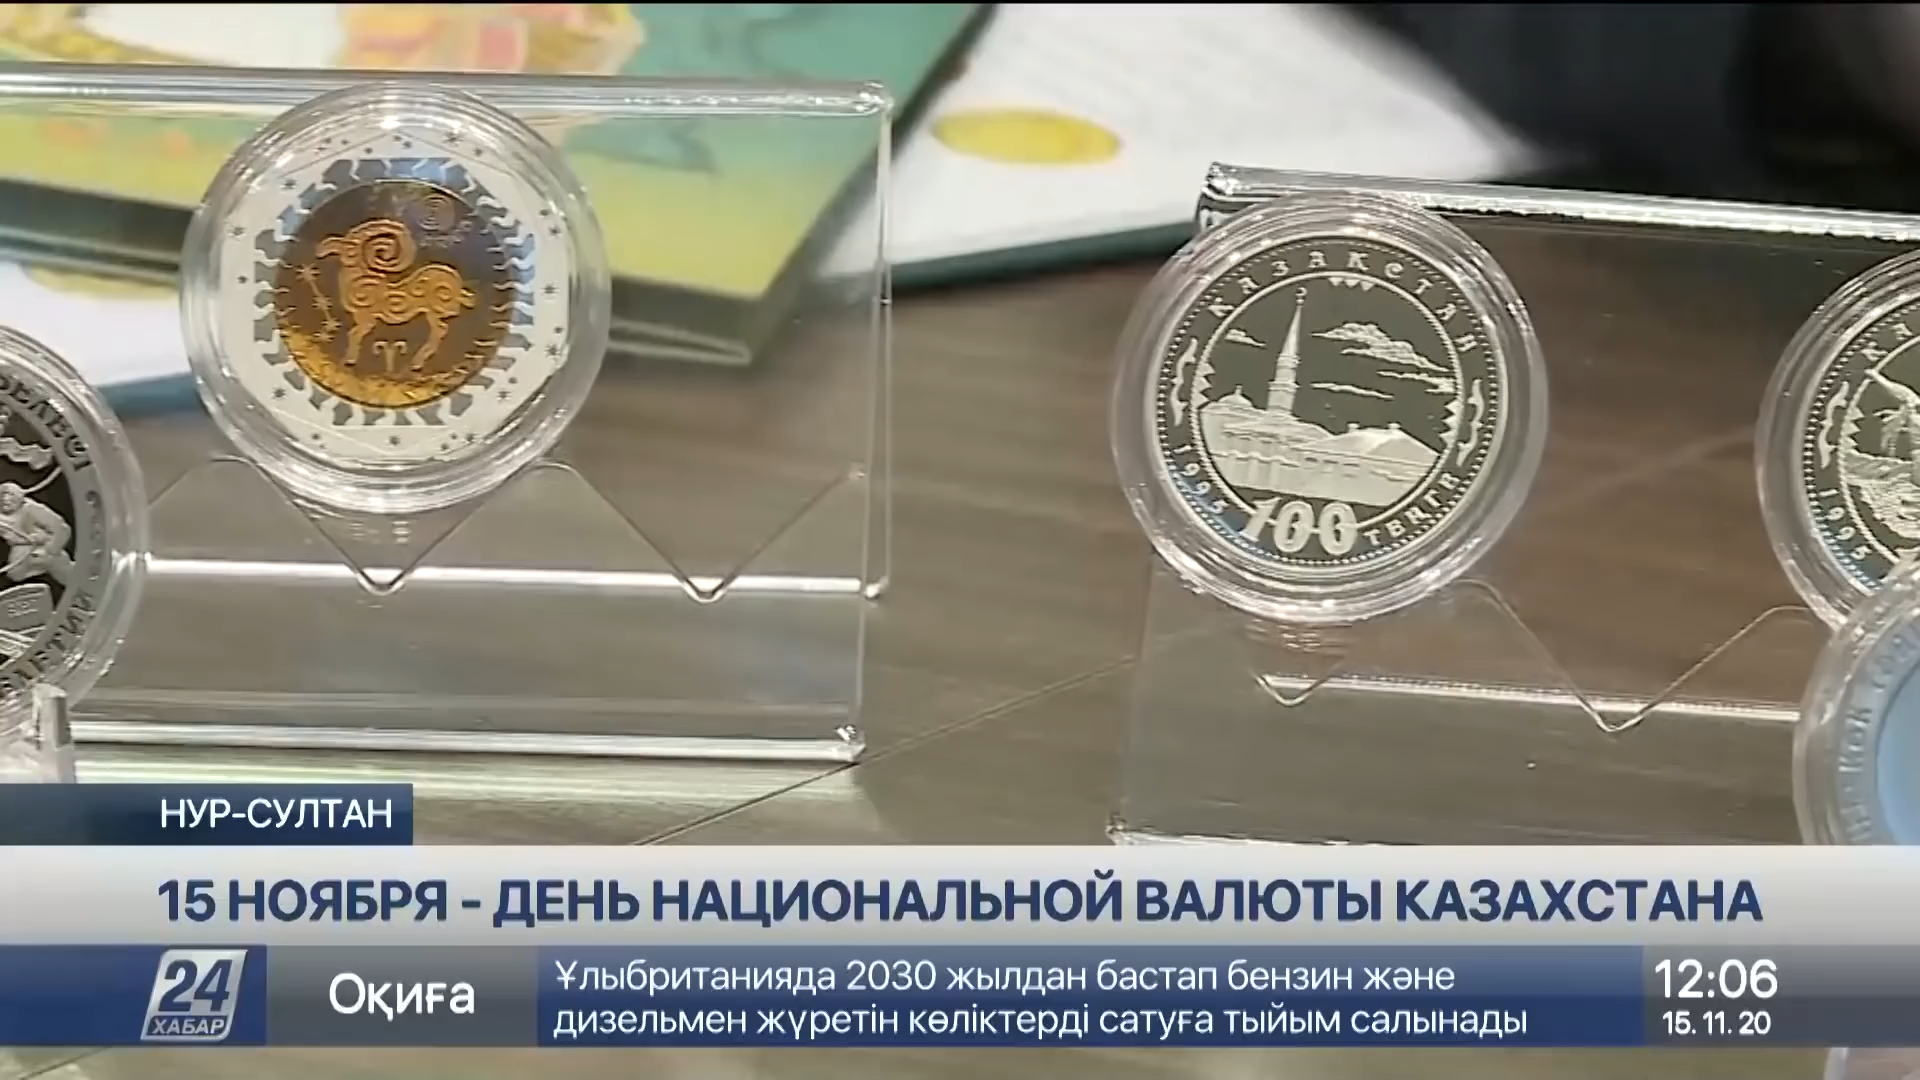 ҚАЗАҚСТАН
1995
100 ТЕҢГЕ
1995
НУР-СУЛТАН
15 НОЯБРЯ - ДЕНЬ НАЦИОНАЛЬНОЙ ВАЛЮТЫ КАЗАХСТАНА
24
ХАБАР
Оқиға
Ұлыбританияда 2030 жылдан бастап бензин және
дизельмен жүретін көліктерді сатуға тыйым салынады
12:06
15. 11. 20